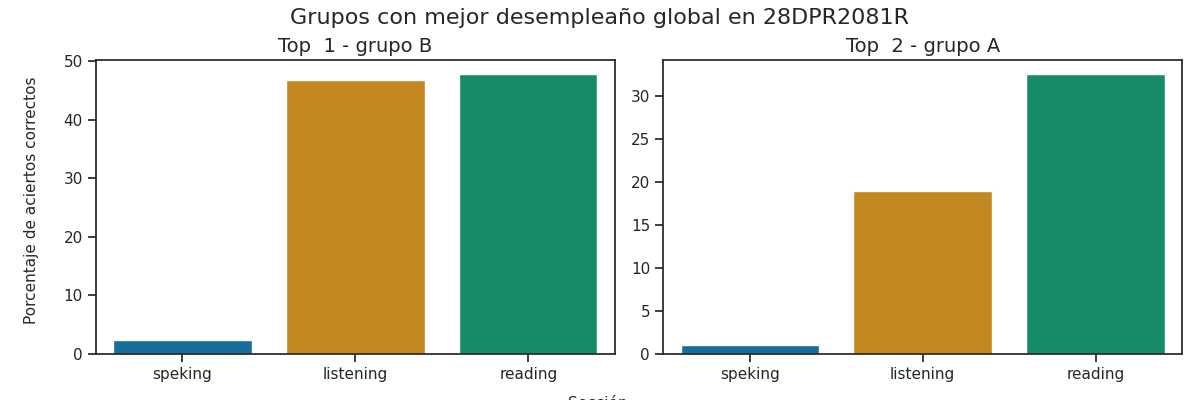 Grupos con mejor desempleaño global en 28DPR2081R
Top  1 - grupo B
Porcentaje de aciertos correctos
50
40
30
20
10
0
speking
listening
reading
Top  2 - grupo A
30
25
20
15
10
5
0
speking
listening
reading
Sección